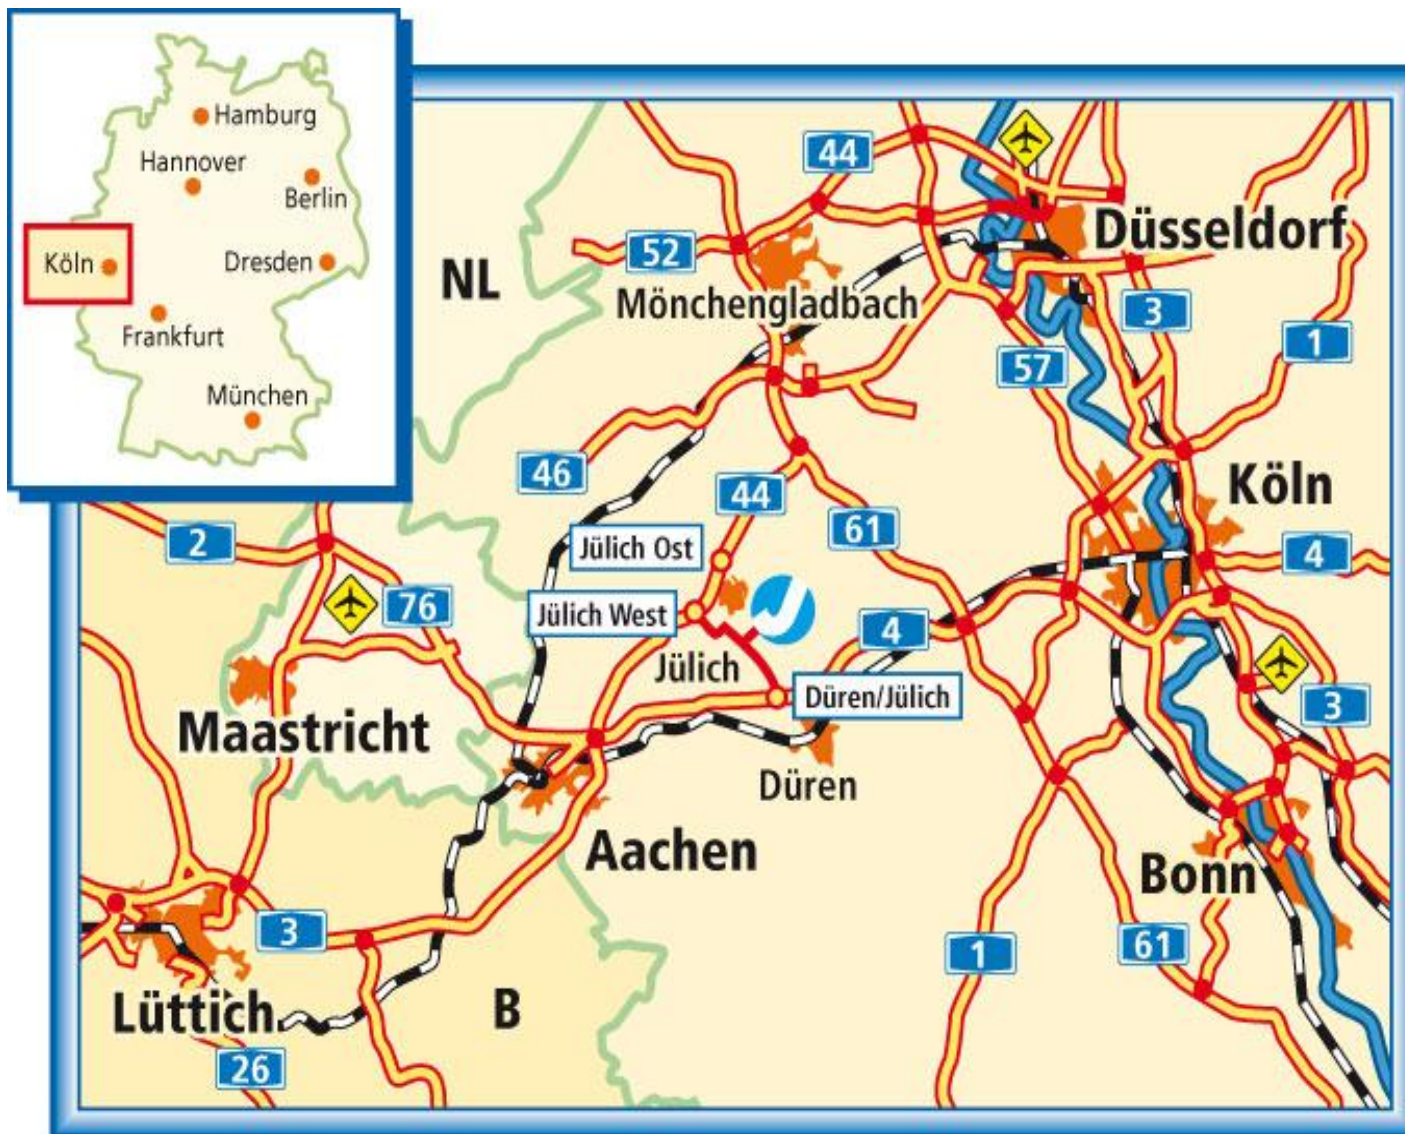 Hamburg
Hannover
Berlin
Köln
Dresden
Frankfurt
München
44
Düsseldorf
52
NL
Mönchengladbach
3
1
57
46
44
Köln
61
2
Jülich Ost
4
76
Jülich West
4
Jülich
Düren/Jülich
3
Maastricht
Düren
Aachen
Bonn
3
1
61
Lüttich
B
26